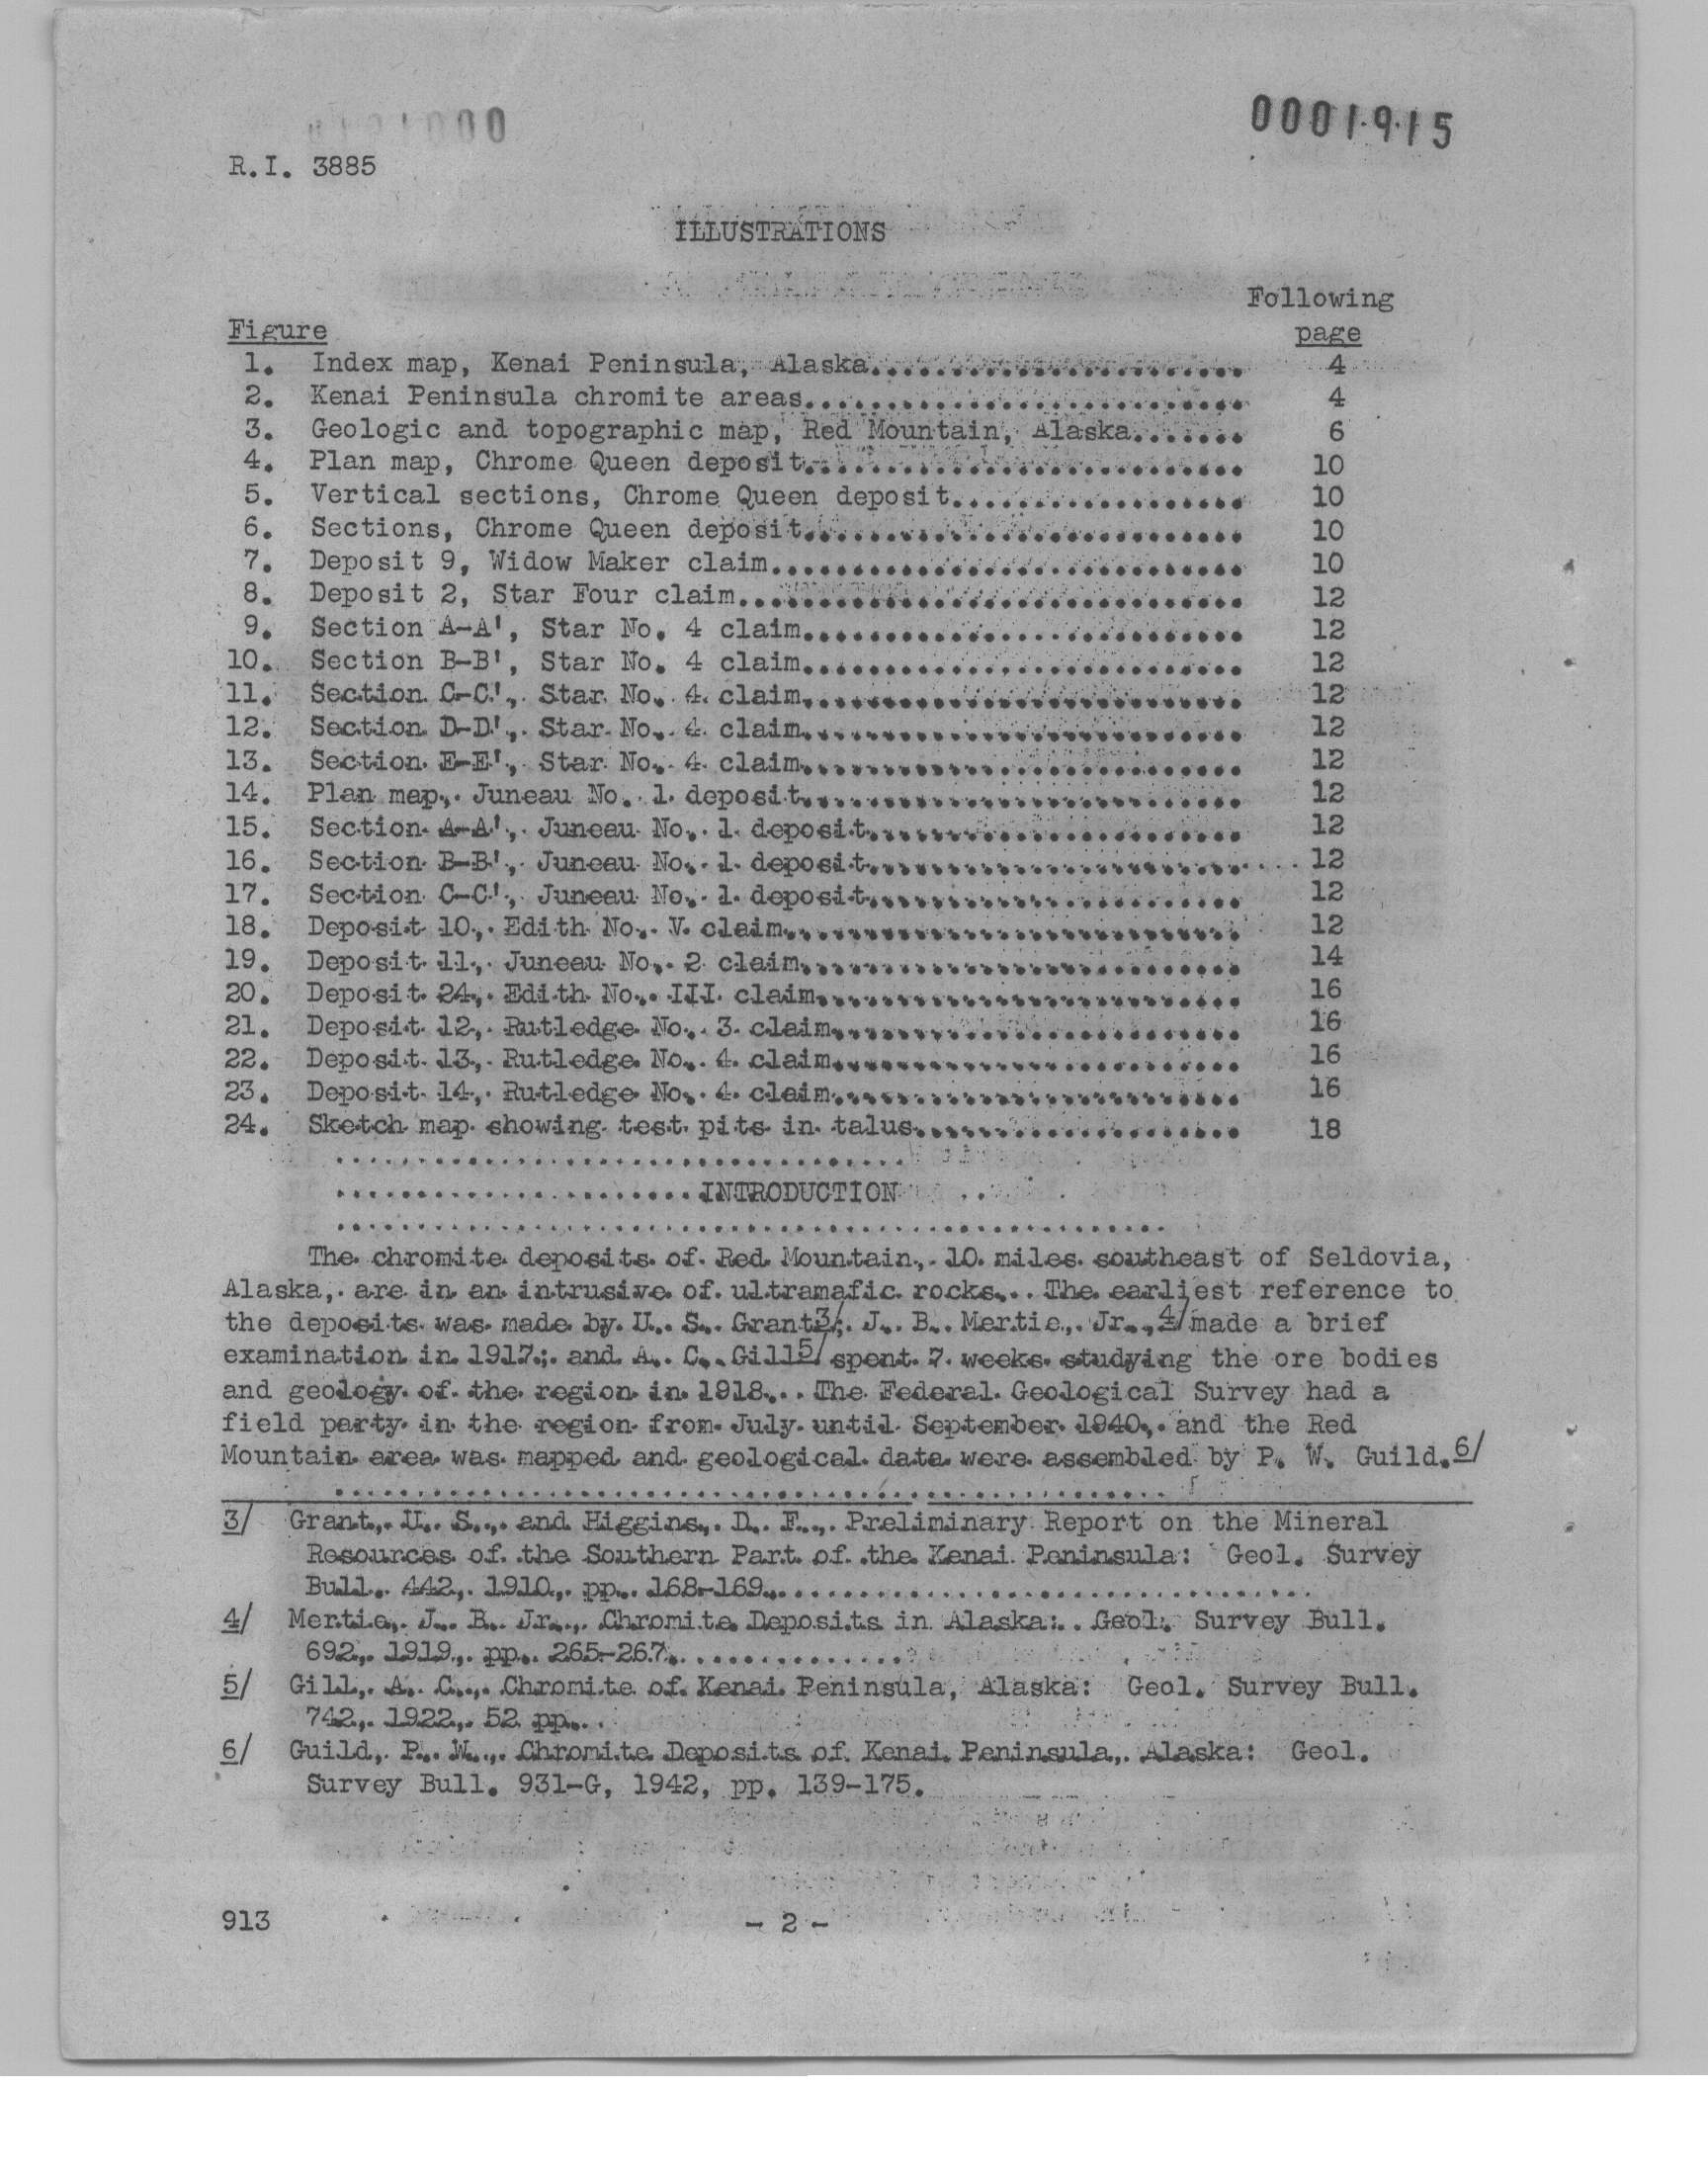 0001915
R.I. 3885
ILLUSTRATIONS
Following
Figure page
1. Index map, Kenai Peninsula, Alaska....................... 4
2. Kenai Peninsula chromite areas........................... 4
3. Geologic and topographic map, Red Mountain, Alaska....... 6
4. Plan map, Chrome Queen deposit........................... 10
5. Vertical sections, Chrome Queen deposit.................. 10
6. Sections, Chrome Queen deposit........................... 10
7. Deposit 9, Widow Maker claim............................. 10
8. Deposit 2, Star Four claim............................... 12
9. Section A-A', Star No. 4 claim........................... 12
10. Section B-B', Star No. 4 claim........................... 12
11. Section C-C', Star No. 4 claim........................... 12
12. Section D-D', Star No. 4 claim........................... 12
13. Section E-E', Star No. 4 claim........................... 12
14. Plan map, Juneau No. 1 deposit........................... 12
15. Section A-A', Juneau No. 1 deposit....................... 12
16. Section B-B', Juneau No. 1 deposit....................... 12
17. Section C-C', Juneau No. 1 deposit....................... 12
18. Deposit 10, Edith No. V claim............................ 12
19. Deposit 11, Juneau No. 2 claim........................... 14
20. Deposit 24, Edith No. III claim.......................... 16
21. Deposit 12, Rutledge No. 3 claim......................... 16
22. Deposit 13, Rutledge No. 4 claim......................... 16
23. Deposit 14, Rutledge No. 4 claim......................... 16
24. Sketch map showing test pits in talus.................... 18
INTRODUCTION
The chromite deposits of Red Mountain, 10 miles southeast of Seldovia,
Alaska, are in an intrusive of ultramafic rocks. The earliest reference to
the deposits was made by U. S. Grant3/; J. B. Mertie, Jr.,4/ made a brief
examination in 1917; and A. C. Gill5/ spent 7 weeks studying the ore bodies
and geology of the region in 1918. The Federal Geological Survey had a
field party in the region from July until September 1940, and the Red
Mountain area was mapped and geological data were assembled by P. W. Guild.6/
3/ Grant, U. S., and Higgins, D. F., Preliminary Report on the Mineral
Resources of the Southern Part of the Kenai Peninsula: Geol. Survey
Bull. 442, 1910, pp. 168-169.
4/ Mertie, J. B. Jr., Chromite Deposits in Alaska: Geol. Survey Bull.
692, 1919, pp. 265-267.
5/ Gill, A. C., Chromite of Kenai Peninsula, Alaska: Geol. Survey Bull.
742, 1922, 52 pp.
6/ Guild, P. W., Chromite Deposits of Kenai Peninsula, Alaska: Geol.
Survey Bull. 931-G, 1942, pp. 139-175.
913 - 2 -